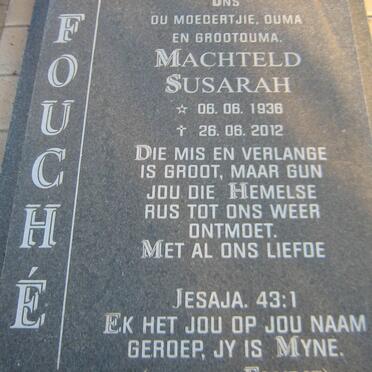 FOUCHÉ
ONS
OU MOEDERTJIE, OUMA
EN GROOTOUMA.
MACHTELD
SUSARAH
☆ 06. 06. 1936
✝ 26. 06. 2012
DIE MIS EN VERLANGE
IS GROOT, MAAR GUN
JOU DIE HEMELSE
RUS TOT ONS WEER
ONTMOET.
MET AL ONS LIEFDE
JESAJA. 43:1
EK HET JOU OP JOU NAAM
GEROEP, JY IS MYNE.